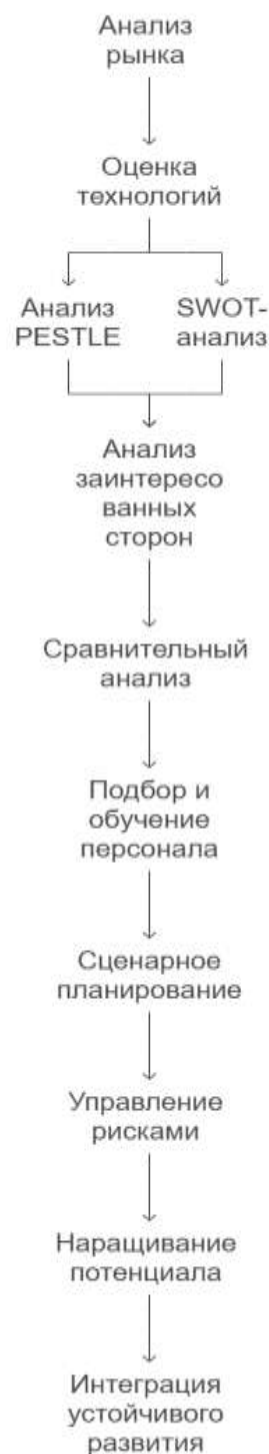 Анализ
рынка
Оценка
технологий
Анализ
PESTLE
SWOT-
анализ
Анализ
заинтересо
ванных
сторон
Сравнительный
анализ
Подбор и
обучение
персонала
Сценарное
планирование
Управление
рисками
Наращивание
потенциала
Интеграция
устойчивого
развития